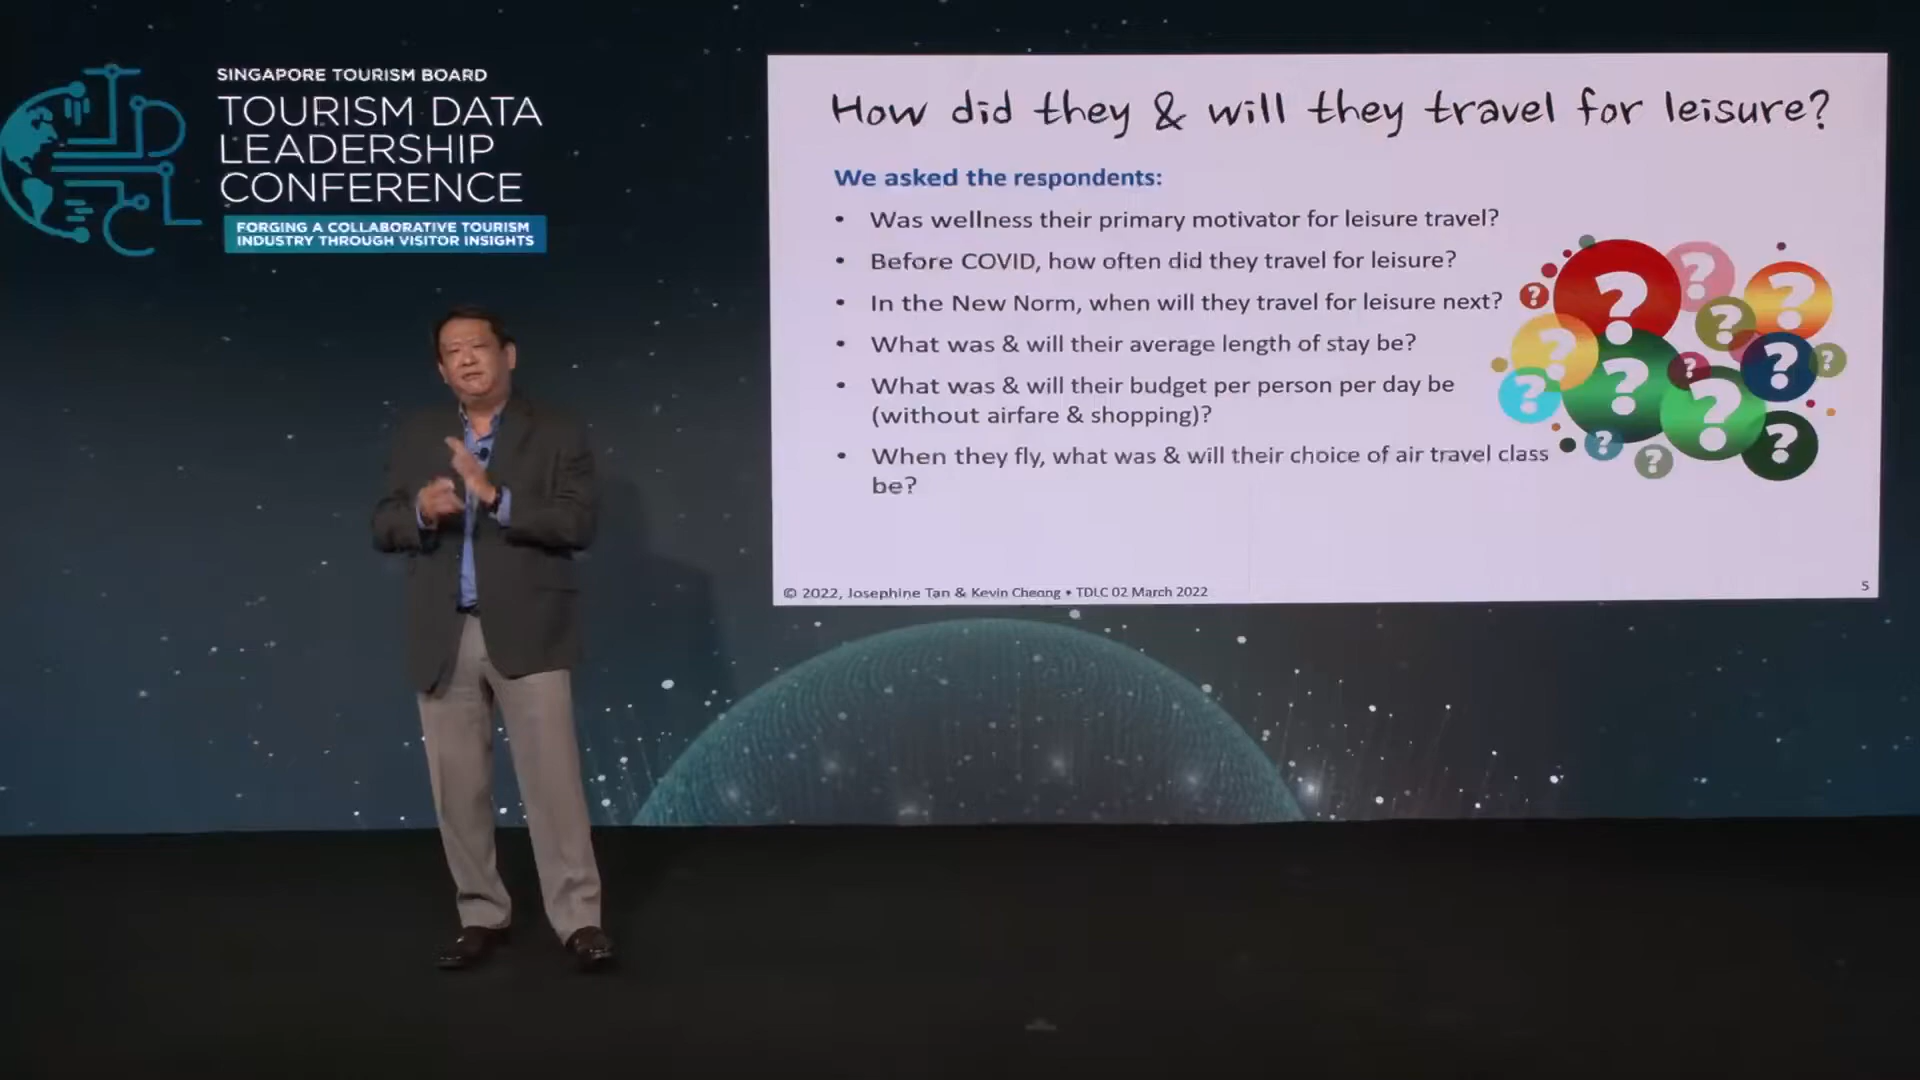 SINGAPORE TOURISM BOARD
TOURISM DATA
LEADERSHIP
CONFERENCE
FORGING A COLLABORATIVE TOURISM
INDUSTRY THROUGH VISITOR INSIGHTS
How did they & will they travel for leisure?
We asked the respondents:
• Was wellness their primary motivator for leisure travel?
• Before COVID, how often did they travel for leisure?
• In the New Norm, when will they travel for leisure next?
• What was & will their average length of stay be?
• What was & will their budget per person per day be
(without airfare & shopping)?
• When they fly, what was & will their choice of air travel class
be?
? ? ? ? ? ? ? ? ? ? ? ? ? ?
© 2022, Josephine Tan & Kevin Cheong • TDLC 02 March 2022
5